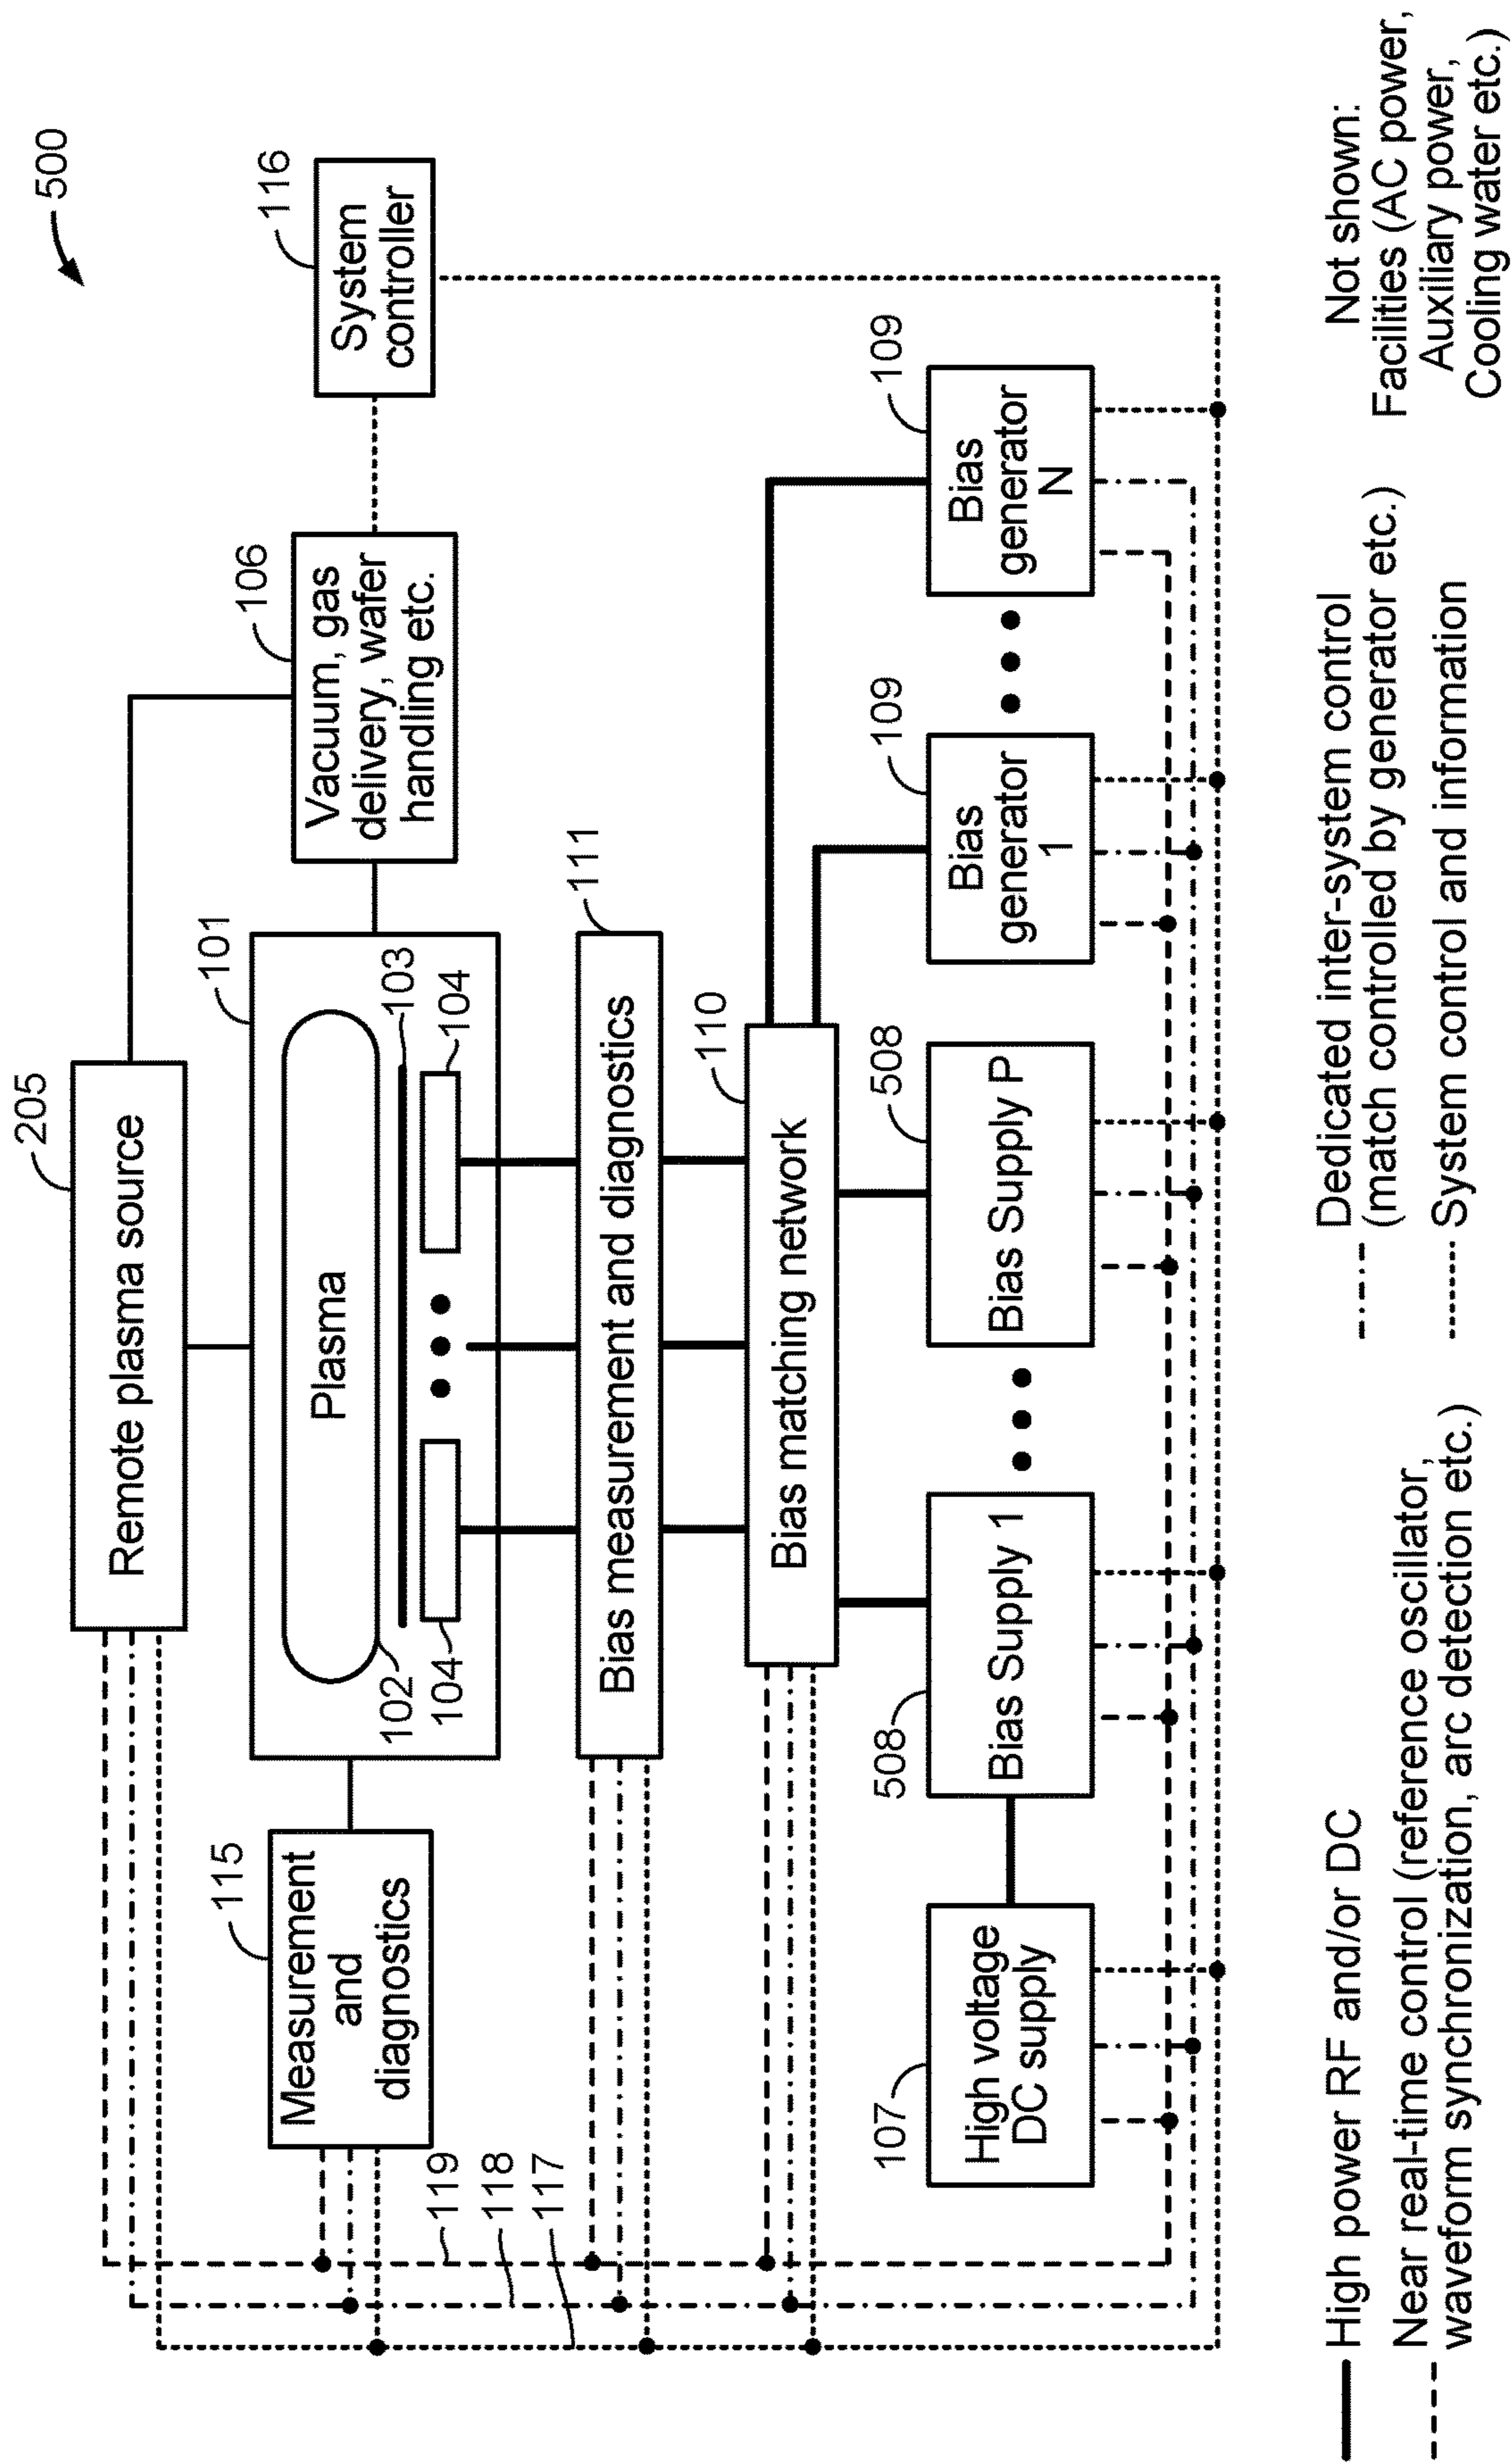 500
205
Remote plasma source
101
Plasma
102
103
104
104
106
Vacuum, gas
delivery, wafer
handling etc.
116
System
controller
115
Measurement
and
diagnostics
119
118
117
111
Bias measurement and diagnostics
110
Bias matching network
107
High voltage
DC supply
508
Bias Supply 1
508
Bias Supply P
109
Bias
generator
1
109
Bias
generator
N
High power RF and/or DC
Near real-time control (reference oscillator,
waveform synchronization, arc detection etc.)
Dedicated inter-system control
(match controlled by generator etc.)
System control and information
Not shown:
Facilities (AC power,
Auxiliary power,
Cooling water etc.)